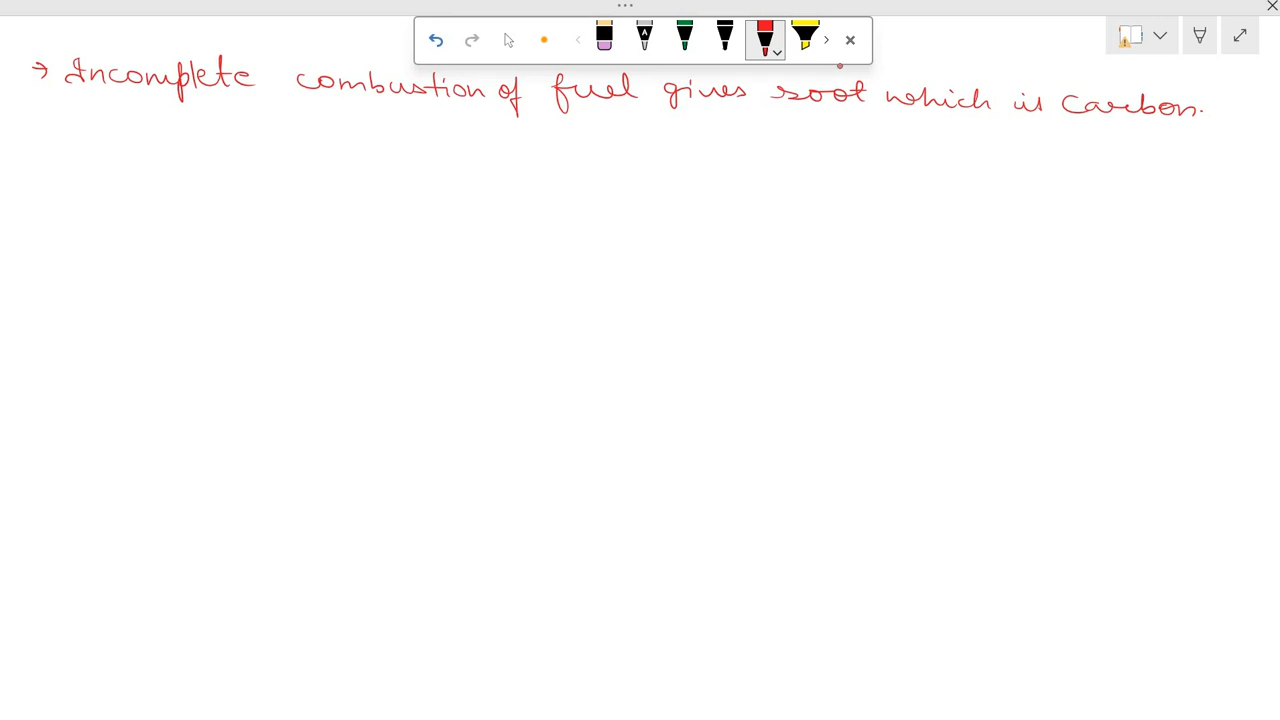 → Incomplete combustion of fuel gives soot which is Carbon.